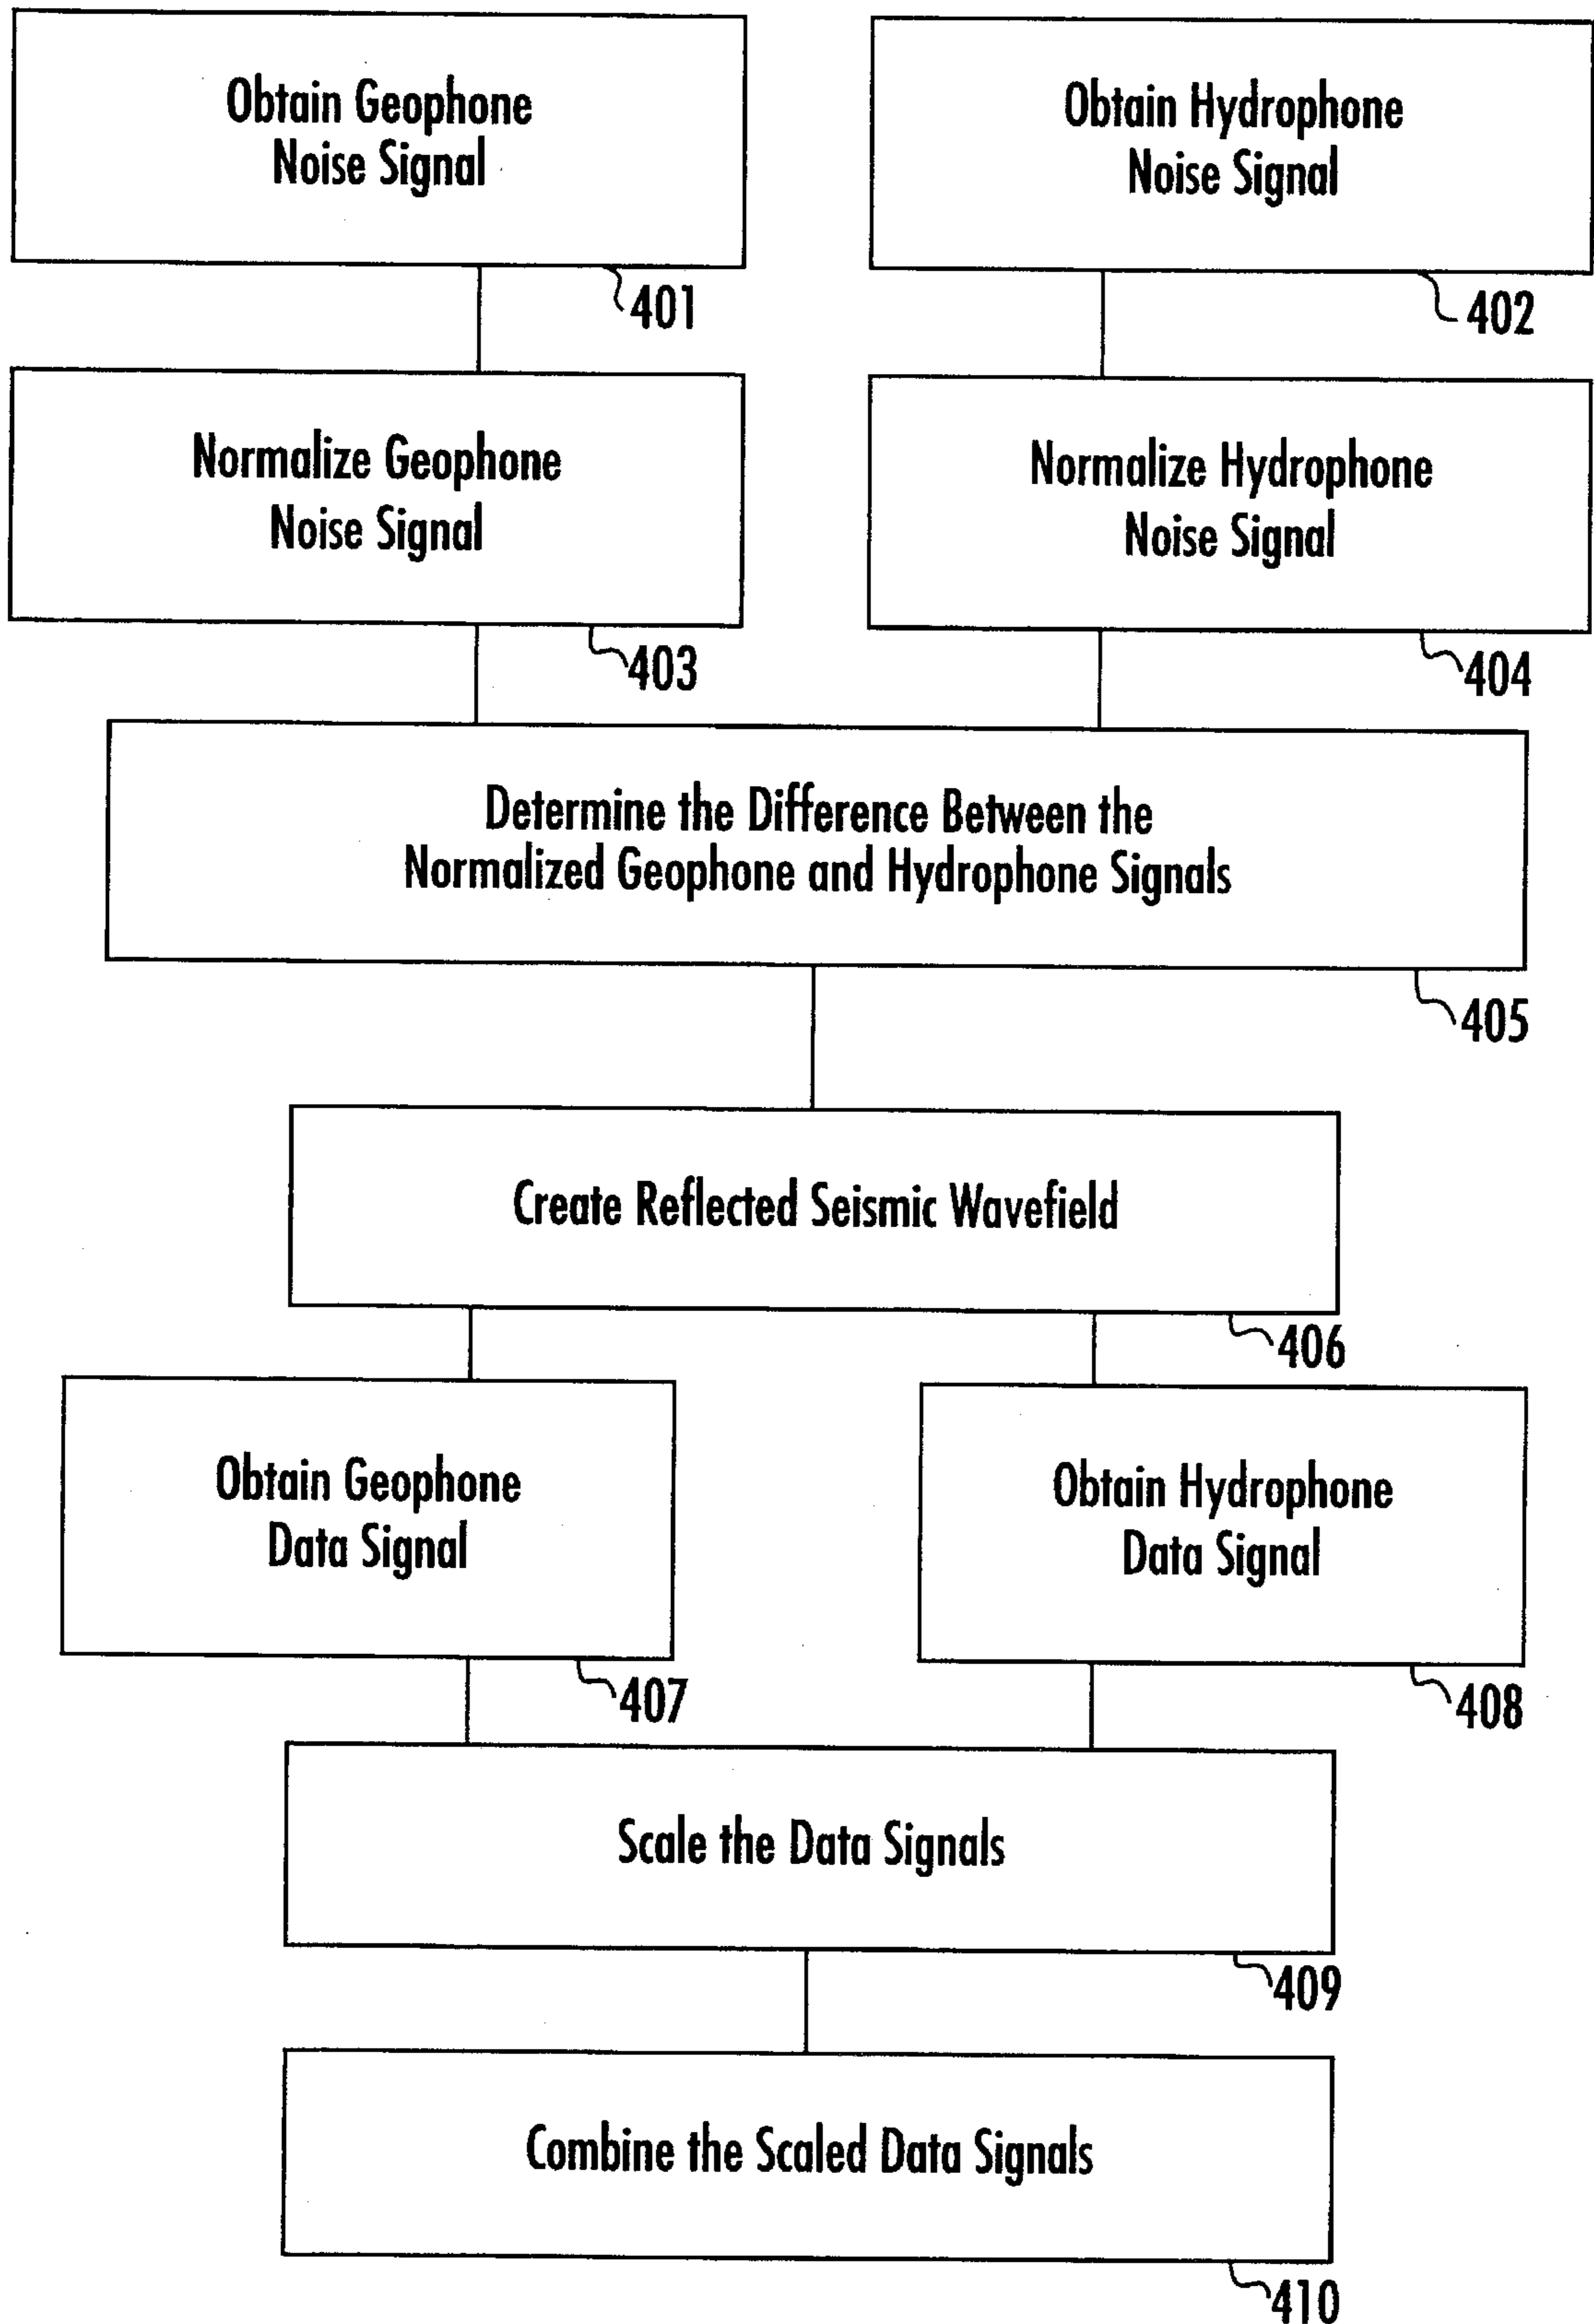 Obtain Geophone
Noise Signal
401
Obtain Hydrophone
Noise Signal
402
Normalize Geophone
Noise Signal
403
Normalize Hydrophone
Noise Signal
404
Determine the Difference Between the
Normalized Geophone and Hydrophone Signals
405
Create Reflected Seismic Wavefield
406
Obtain Geophone
Data Signal
407
Obtain Hydrophone
Data Signal
408
Scale the Data Signals
409
Combine the Scaled Data Signals
410